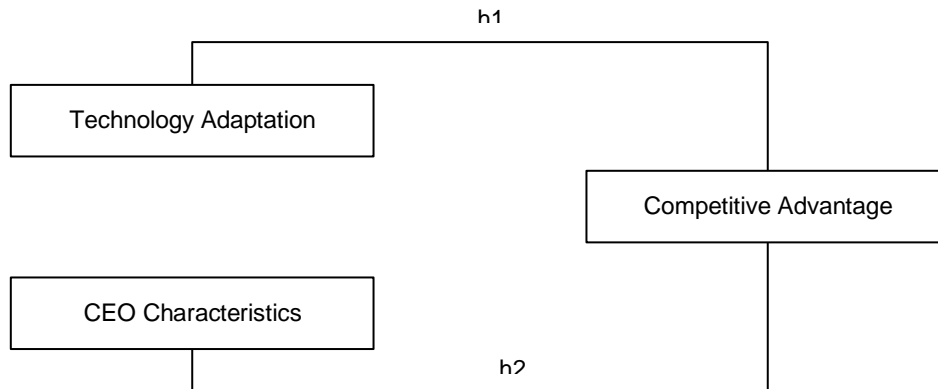 h1
Technology Adaptation
Competitive Advantage
CEO Characteristics
h2